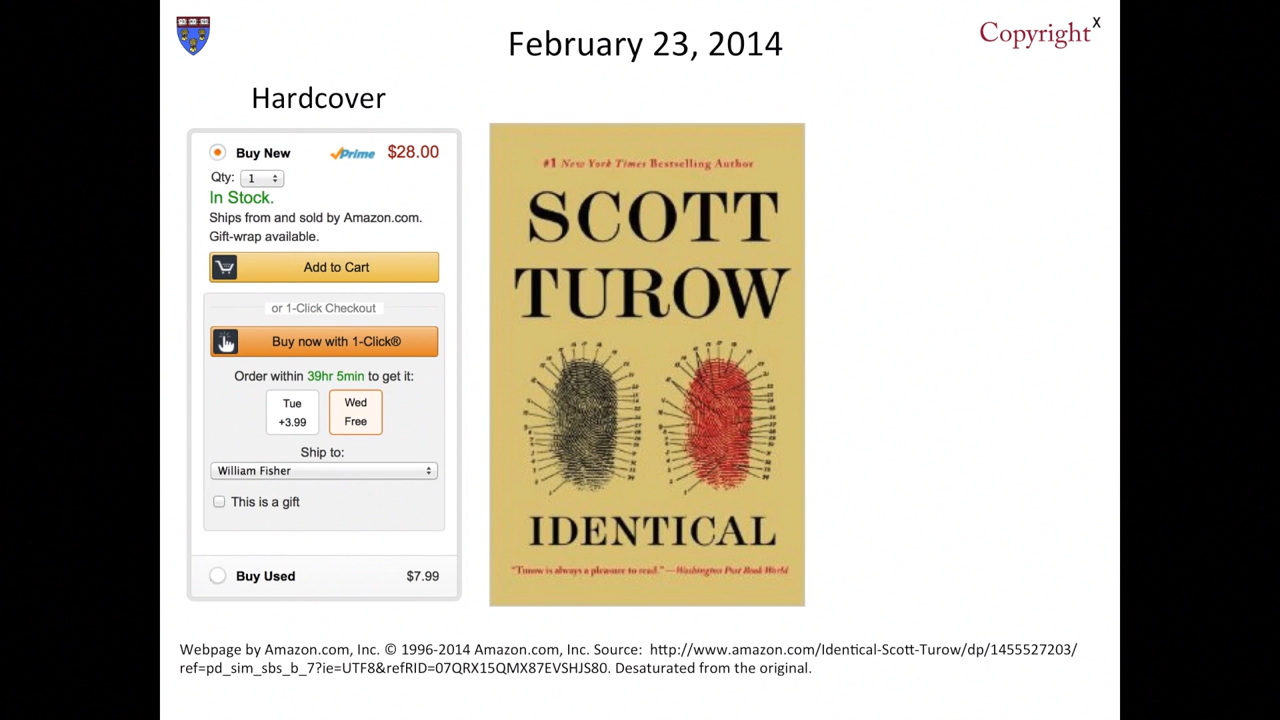 February 23, 2014
Copyright X
Hardcover
Buy New Prime $28.00
Qty: 1
In Stock.
Ships from and sold by Amazon.com.
Gift-wrap available.
Add to Cart
or 1-Click Checkout
Buy now with 1-Click®
Order within 39hr 5min to get it:
Tue
+3.99
Wed
Free
Ship to:
William Fisher
This is a gift
Buy Used $7.99
#1 New York Times Bestselling Author
SCOTT
TUROW
IDENTICAL
"Turow is always a pleasure to read."—Washington Post Book World
Webpage by Amazon.com, Inc. © 1996-2014 Amazon.com, Inc. Source: http://www.amazon.com/Identical-Scott-Turow/dp/1455527203/
ref=pd_sim_sbs_b_7?ie=UTF8&refRID=07QRX15QMX87EVSHJS80. Desaturated from the original.